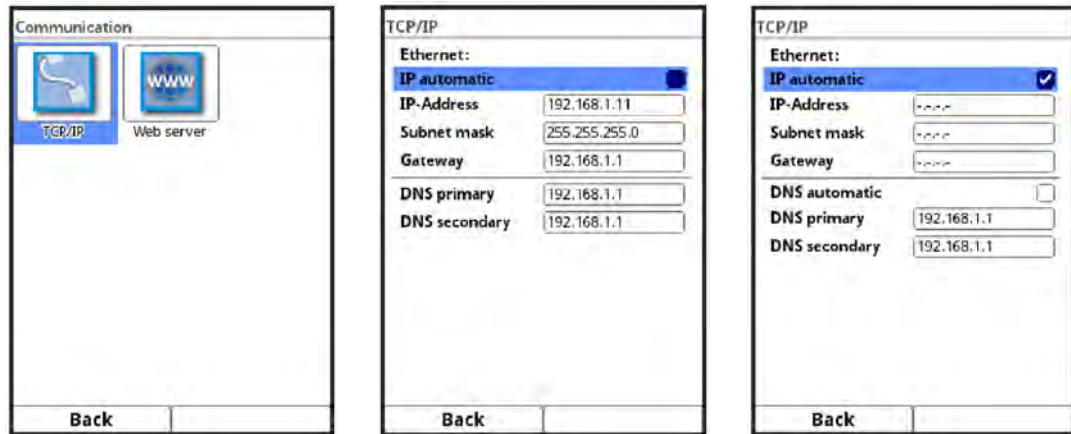 Communication
www
TCP/IP
Web server
Back
TCP/IP
Ethernet:
IP automatic
IP-Address 192.168.1.11
Subnet mask 255.255.255.0
Gateway 192.168.1.1
DNS primary 192.168.1.1
DNS secondary 192.168.1.1
Back
TCP/IP
Ethernet:
IP automatic
IP-Address -.-.-.-
Subnet mask -.-.-.-
Gateway -.-.-.-
DNS automatic
DNS primary 192.168.1.1
DNS secondary 192.168.1.1
Back